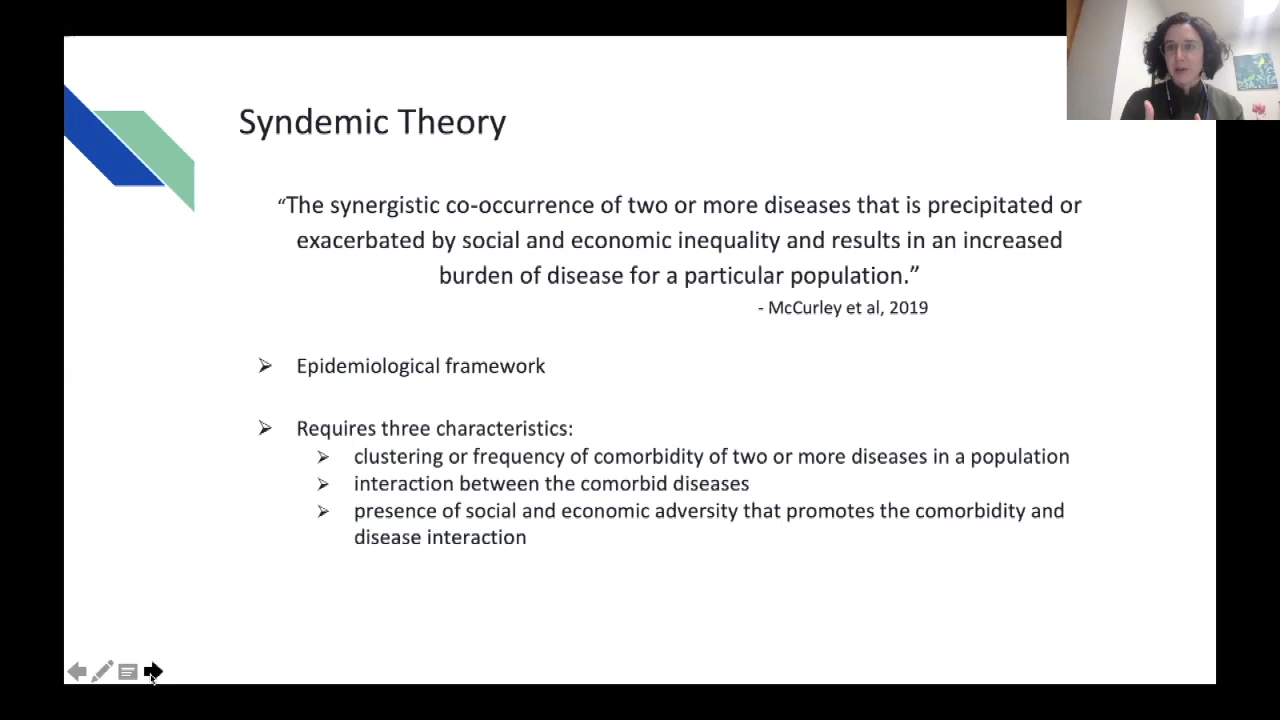 Syndemic Theory
“The synergistic co-occurrence of two or more diseases that is precipitated or
exacerbated by social and economic inequality and results in an increased
burden of disease for a particular population.”
- McCurley et al, 2019
➢ Epidemiological framework
➢ Requires three characteristics:
➢ clustering or frequency of comorbidity of two or more diseases in a population
➢ interaction between the comorbid diseases
➢ presence of social and economic adversity that promotes the comorbidity and
disease interaction